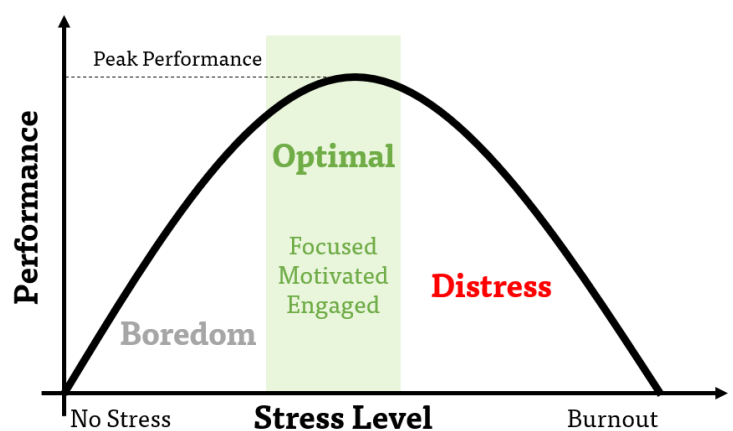 Peak Performance
Performance
Optimal
Focused
Motivated
Engaged
Distress
Boredom
No Stress
Stress Level
Burnout